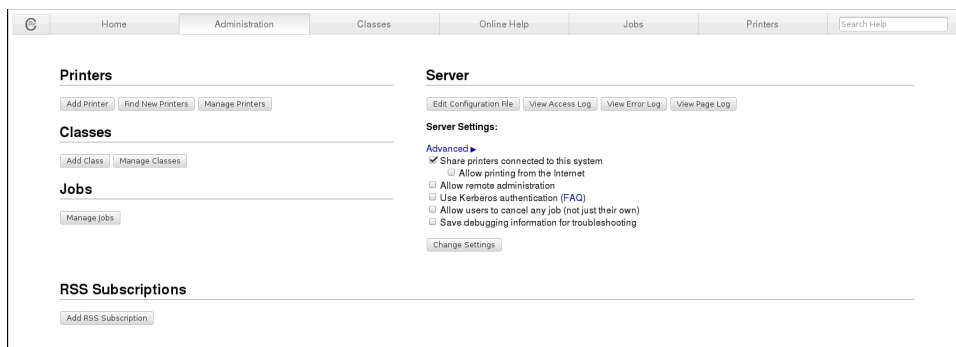 Home Administration Classes Online Help Jobs Printers Search Help
Printers
Add Printer Find New Printers Manage Printers
Classes
Add Class Manage Classes
Jobs
Manage Jobs
Server
Edit Configuration File View Access Log View Error Log View Page Log
Server Settings:
Advanced ▶
Share printers connected to this system
Allow printing from the Internet
Allow remote administration
Use Kerberos authentication (FAQ)
Allow users to cancel any job (not just their own)
Save debugging information for troubleshooting
Change Settings
RSS Subscriptions
Add RSS Subscription